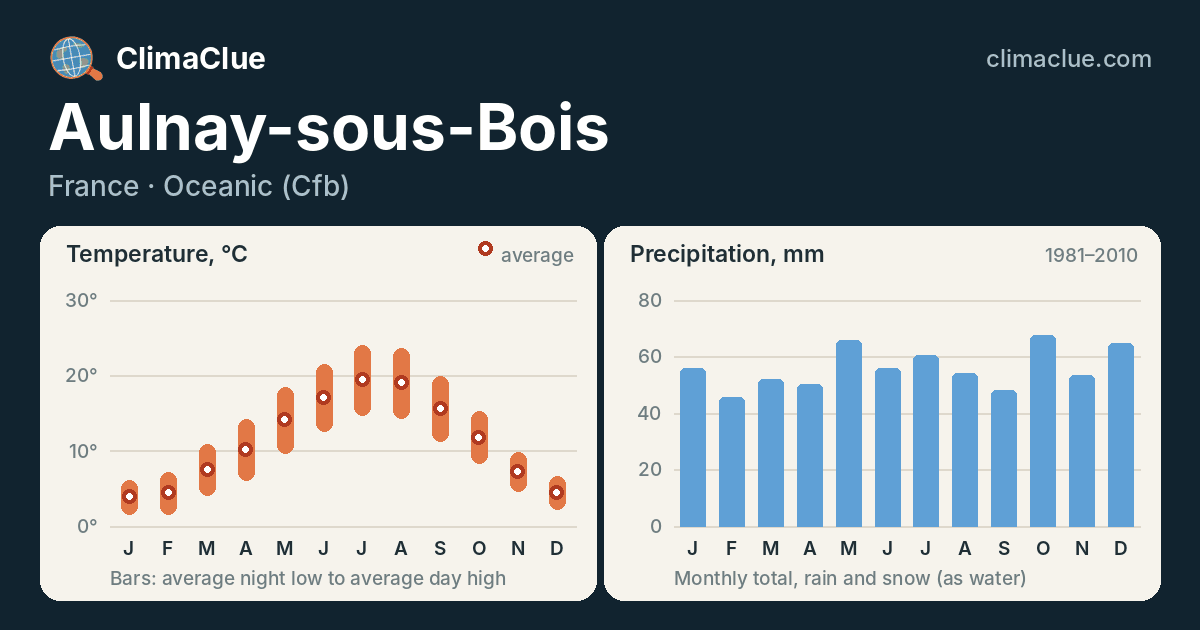 ClimaClue
climaclue.com
Aulnay-sous-Bois
France · Oceanic (Cfb)
Temperature, °C
average
30°
20°
10°
0°
J F M A M J J A S O N D
Bars: average night low to average day high
Precipitation, mm
1981–2010
80
60
40
20
0
J F M A M J J A S O N D
Monthly total, rain and snow (as water)